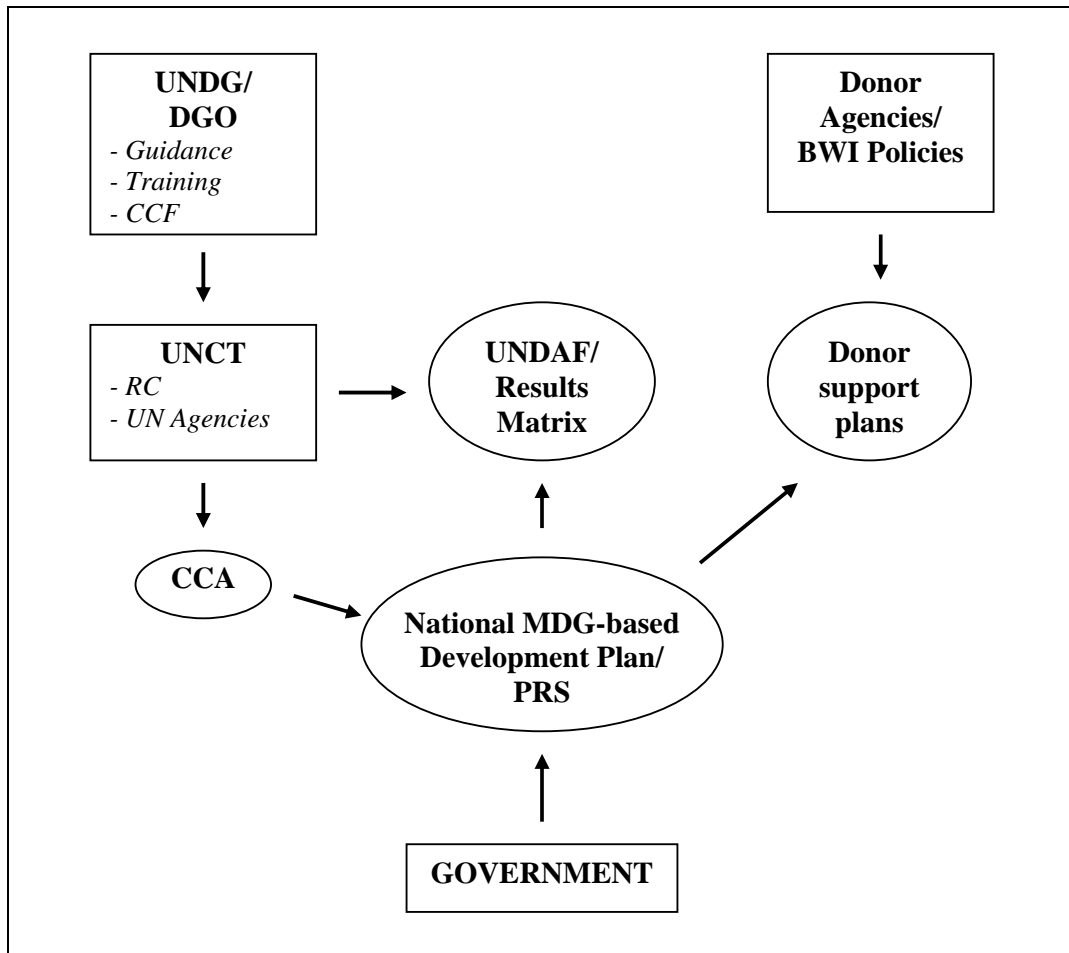 UNDG/
DGO
- Guidance
- Training
- CCF
Donor
Agencies/
BWI Policies
UNCT
- RC
- UN Agencies
UNDAF/
Results
Matrix
Donor
support
plans
CCA
National MDG-based
Development Plan/
PRS
GOVERNMENT